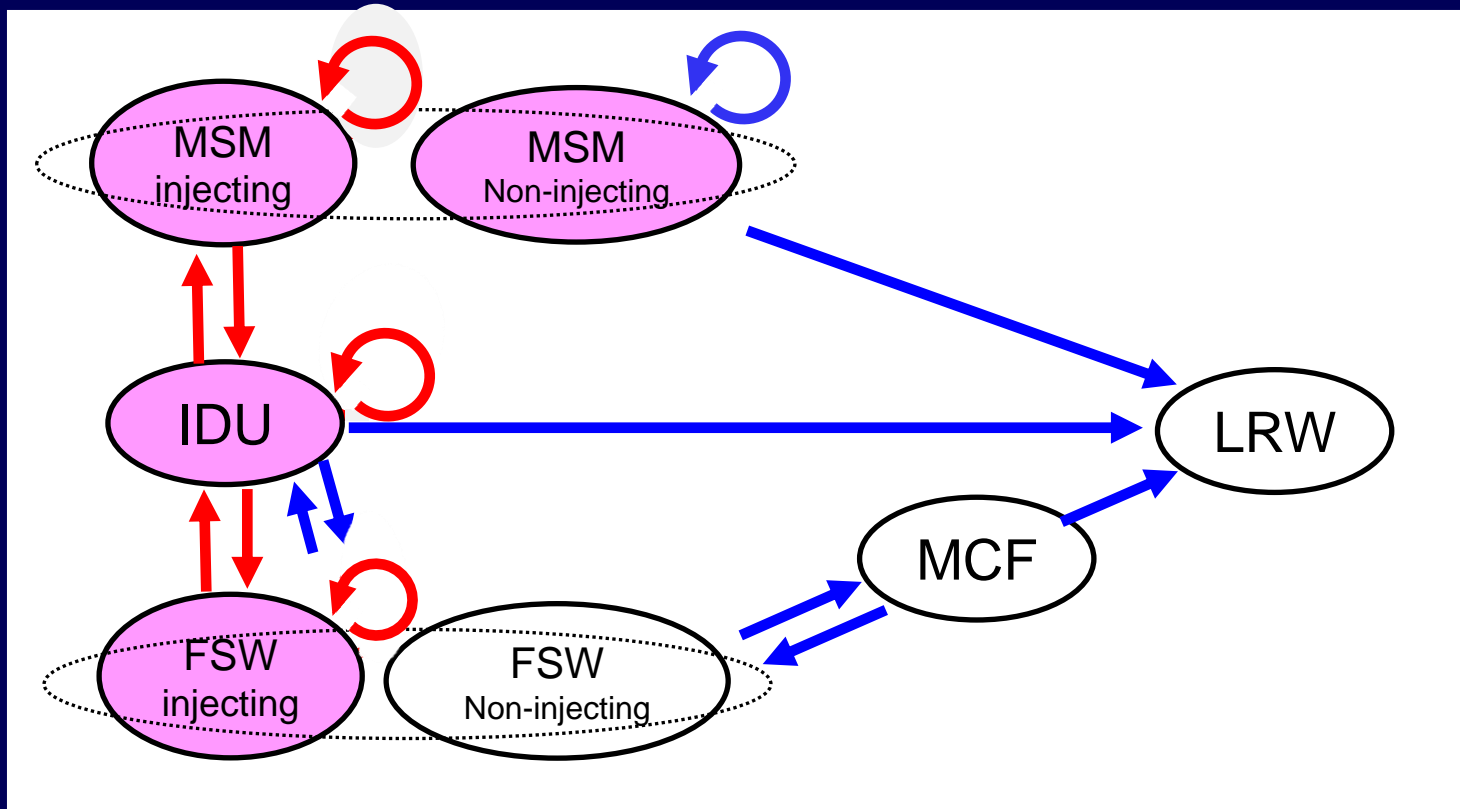 MSM
injecting
MSM
Non-injecting
IDU
LRW
MCF
FSW
injecting
FSW
Non-injecting